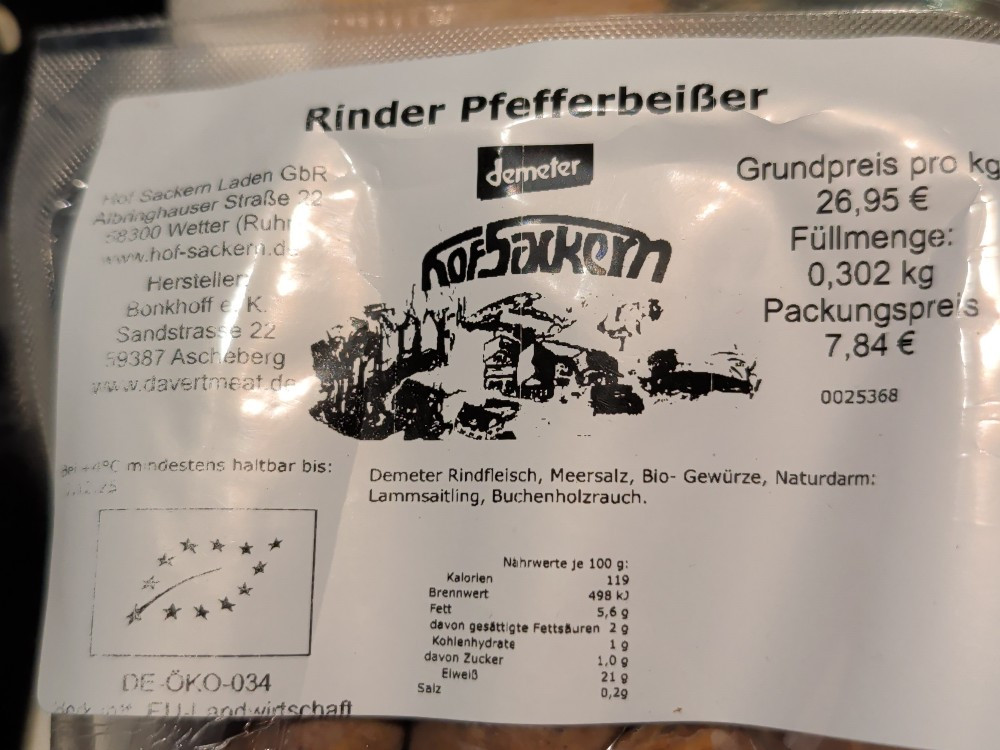 Rinder Pfefferbeißer
demeter
Hof Sackern Laden GbR
Albringhauser Straße 22
58300 Wetter (Ruhr
www.hof-sackern.de
Hersteller:
Bonkhoff e. K.
Sandstrasse 22
59387 Ascheberg
www.davertmeat.de
hofSackern
Grundpreis pro kg
26,95 €
Füllmenge:
0,302 kg
Packungspreis
7,84 €
0025368
Bei +4°C mindestens haltbar bis:
Demeter Rindfleisch, Meersalz, Bio- Gewürze, Naturdarm:
Lammsaitling, Buchenholzrauch.
Nährwerte je 100 g:
Kalorien 119
Brennwert 498 kJ
Fett 5,6 g
davon gesättigte Fettsäuren 2 g
Kohlenhydrate 1 g
davon Zucker 1,0 g
Eiweiß 21 g
Salz 0,2g
DE-ÖKO-034
EU-Landwirtschaft